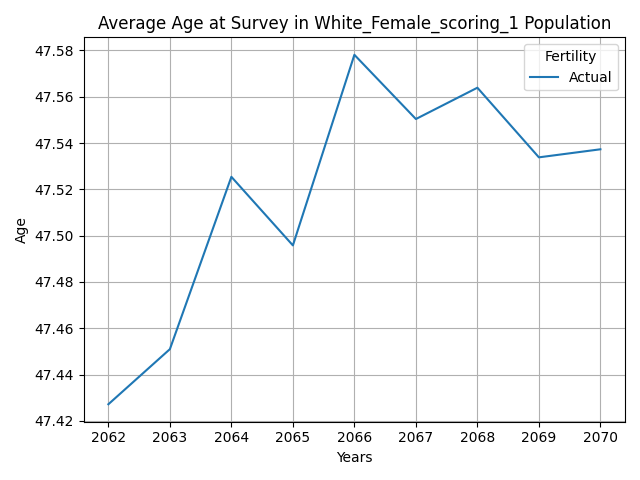 Average Age at Survey in White_Female_scoring_1 Population
Fertility
Actual
47.58
47.56
47.54
47.52
47.50
47.48
47.46
47.44
47.42
Age
2062 2063 2064 2065 2066 2067 2068 2069 2070
Years